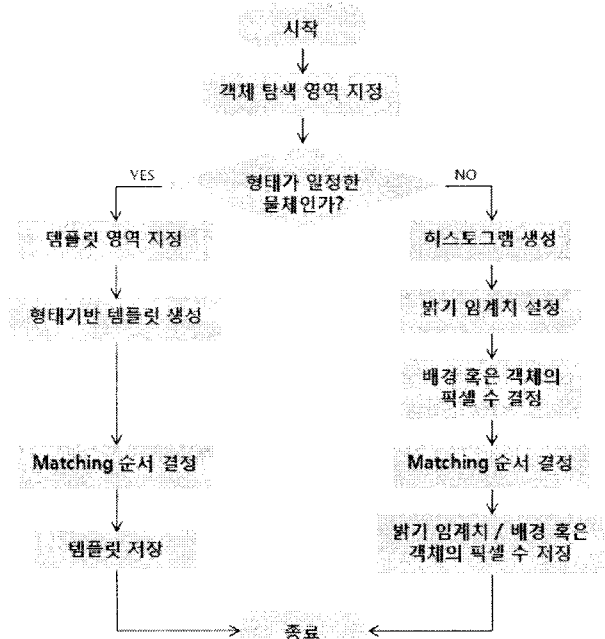 시작
객체 탐색 영역 지정
형태가 일정한
물체인가?
YES
NO
템플릿 영역 지정
형태기반 템플릿 생성
Matching 순서 결정
템플릿 저장
히스토그램 생성
밝기 임계치 설정
배경 혹은 객체의
픽셀 수 결정
Matching 순서 결정
밝기 임계치 / 배경 혹은
객체의 픽셀 수 저장
종료